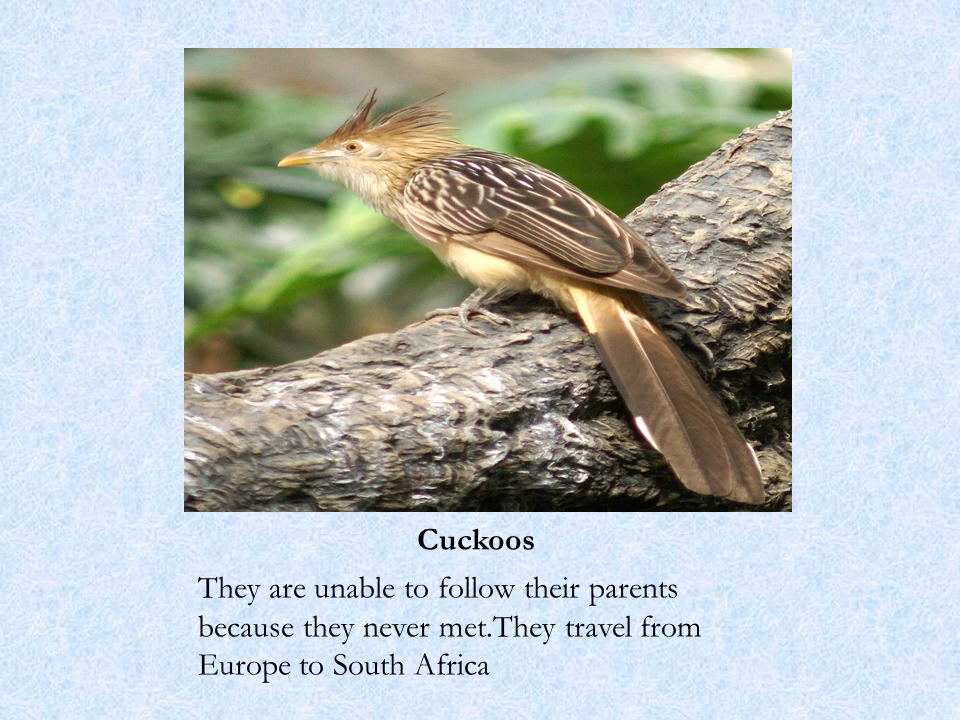 Cuckoos
They are unable to follow their parents
because they never met.They travel from
Europe to South Africa